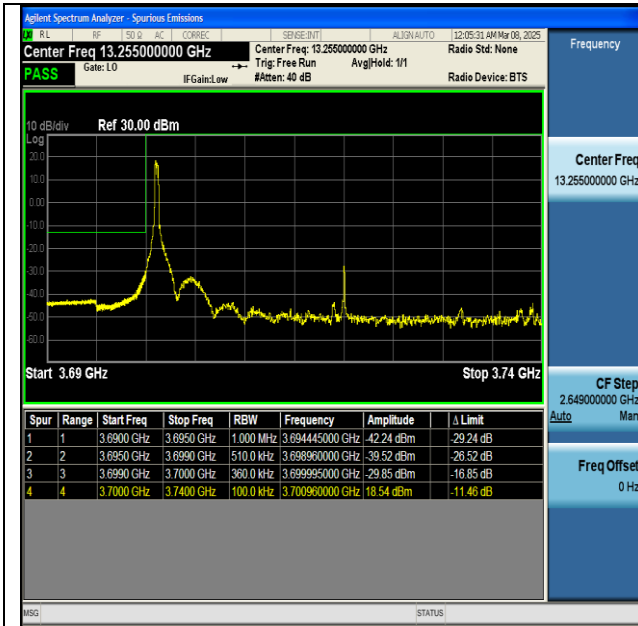 Agilent Spectrum Analyzer - Spurious Emissions
RL RF 50 Ω AC CORREC SENSE:INT ALIGN AUTO 12:05:31 AM Mar 08, 2025
Center Freq 13.255000000 GHz
Center Freq: 13.255000000 GHz
Radio Std: None
Trig: Free Run Avg|Hold: 1/1
PASS
Gate: LO
IFGain:Low
#Atten: 40 dB
Radio Device: BTS
10 dB/div Ref 30.00 dBm
Log
20.0
10.0
0.00
-10.0
-20.0
-30.0
-40.0
-50.0
-60.0
Start 3.69 GHz Stop 3.74 GHz
Spur Range Start Freq Stop Freq RBW Frequency Amplitude Δ Limit
1 1 3.6900 GHz 3.6950 GHz 1.000 MHz 3.694445000 GHz -42.24 dBm -29.24 dB
2 2 3.6950 GHz 3.6990 GHz 510.0 kHz 3.698960000 GHz -39.52 dBm -26.52 dB
3 3 3.6990 GHz 3.7000 GHz 360.0 kHz 3.699995000 GHz -29.85 dBm -16.85 dB
4 4 3.7000 GHz 3.7400 GHz 100.0 kHz 3.700960000 GHz 18.54 dBm -11.46 dB
MSG STATUS
Frequency
Center Freq
13.255000000 GHz
CF Step
2.649000000 GHz
Auto Man
Freq Offset
0 Hz